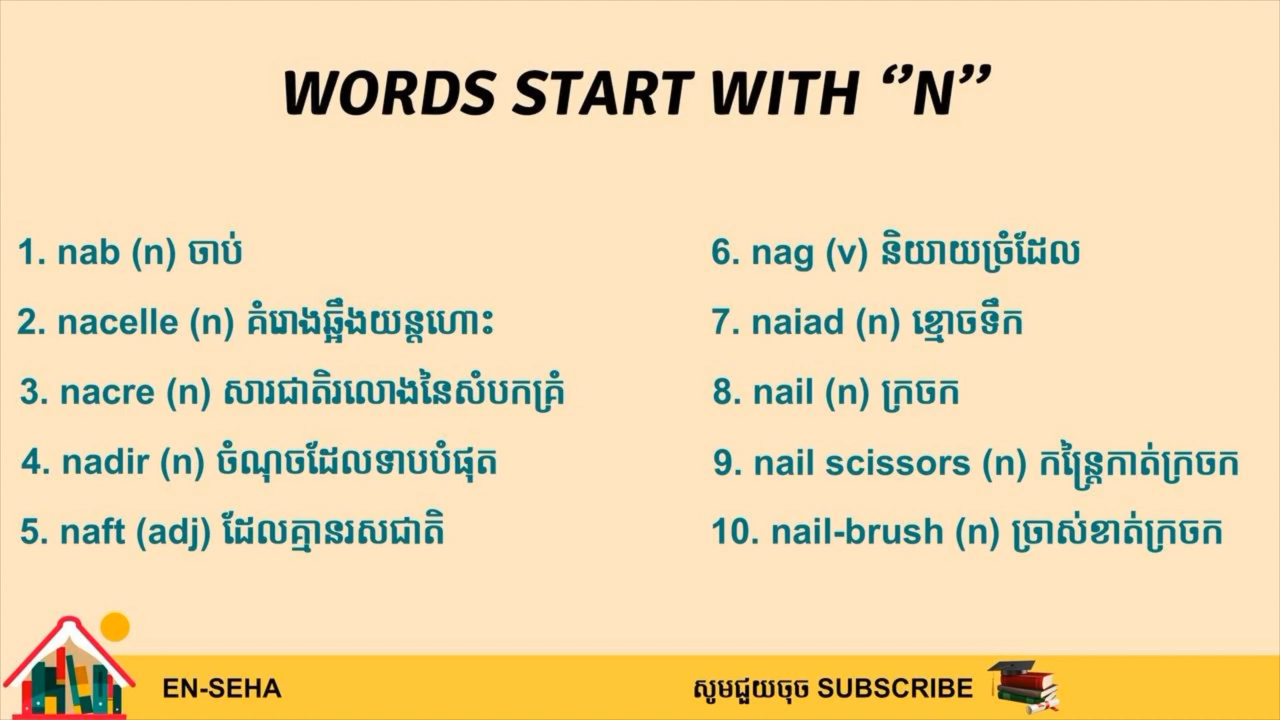 WORDS START WITH ‘’N’’
1. nab (n) ចាប់
2. nacelle (n) គំរោងឆ្អឹងយន្តហោះ
3. nacre (n) សារជាតិរលោងនៃសំបកគ្រំ
4. nadir (n) ចំណុចដែលទាបបំផុត
5. naft (adj) ដែលគ្មានរសជាតិ
6. nag (v) និយាយច្រំដែល
7. naiad (n) ខ្មោចទឹក
8. nail (n) ក្រចក
9. nail scissors (n) កន្ត្រៃកាត់ក្រចក
10. nail-brush (n) ច្រាស់ខាត់ក្រចក
EN-SEHA
សូមជួយចុច SUBSCRIBE